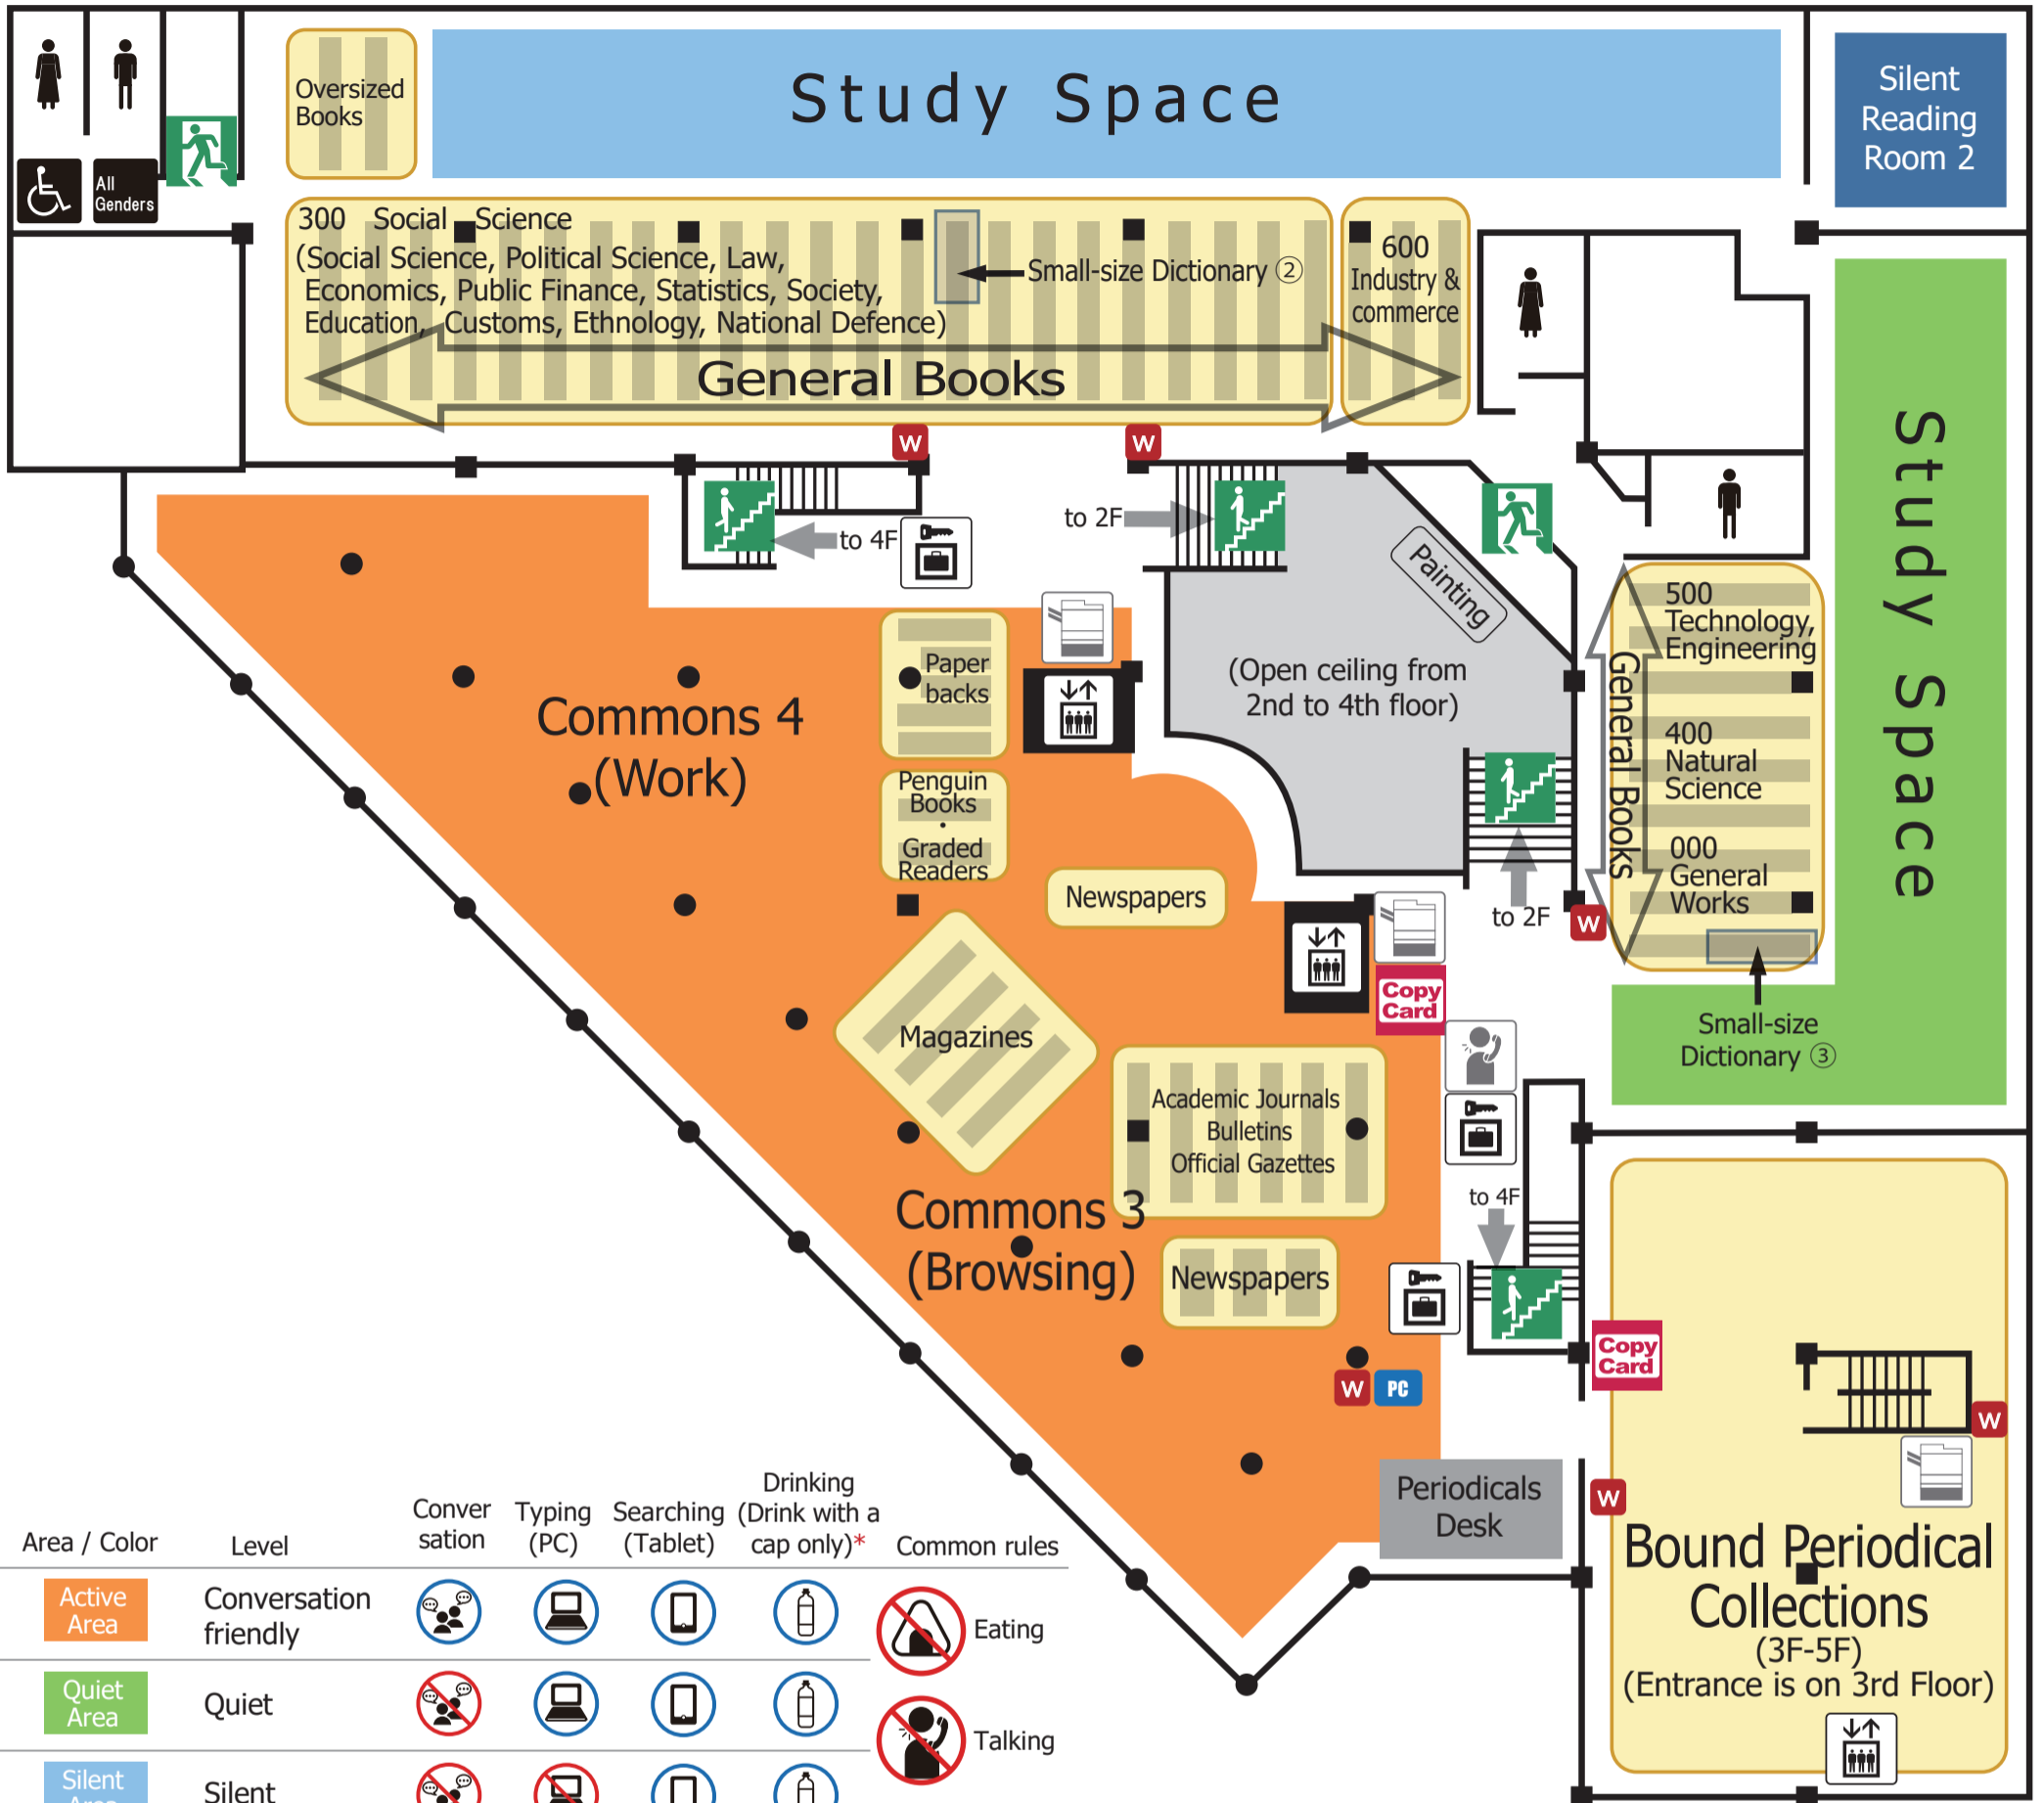 Oversized
Books
Study Space
Silent
Reading
Room 2
All
Genders
300 Social Science
(Social Science, Political Science, Law,
Economics, Public Finance, Statistics, Society,
Education, Customs, Ethnology, National Defence)
Small-size Dictionary ②
600
Industry &
commerce
General Books
W
W
to 4F
to 2F
Painting
(Open ceiling from
2nd to 4th floor)
Study Space
500
Technology,
Engineering
400
Natural
Science
000
General
Works
General Books
Small-size
Dictionary ③
Commons 4
(Work)
Paper
backs
Penguin
Books
・
Graded
Readers
Newspapers
to 2F
W
Copy
Card
Magazines
Academic Journals
Bulletins
Official Gazettes
Commons 3
(Browsing)
Newspapers
to 4F
Copy
Card
W
PC
W
W
Periodicals
Desk
Bound Periodical
Collections
(3F-5F)
(Entrance is on 3rd Floor)
Area / Color
Level
Conver
sation
Typing
(PC)
Searching
(Tablet)
Drinking
(Drink with a
cap only)*
Common rules
Active
Area
Conversation
friendly
Eating
Quiet
Area
Quiet
Talking
Silent
Area
Silent